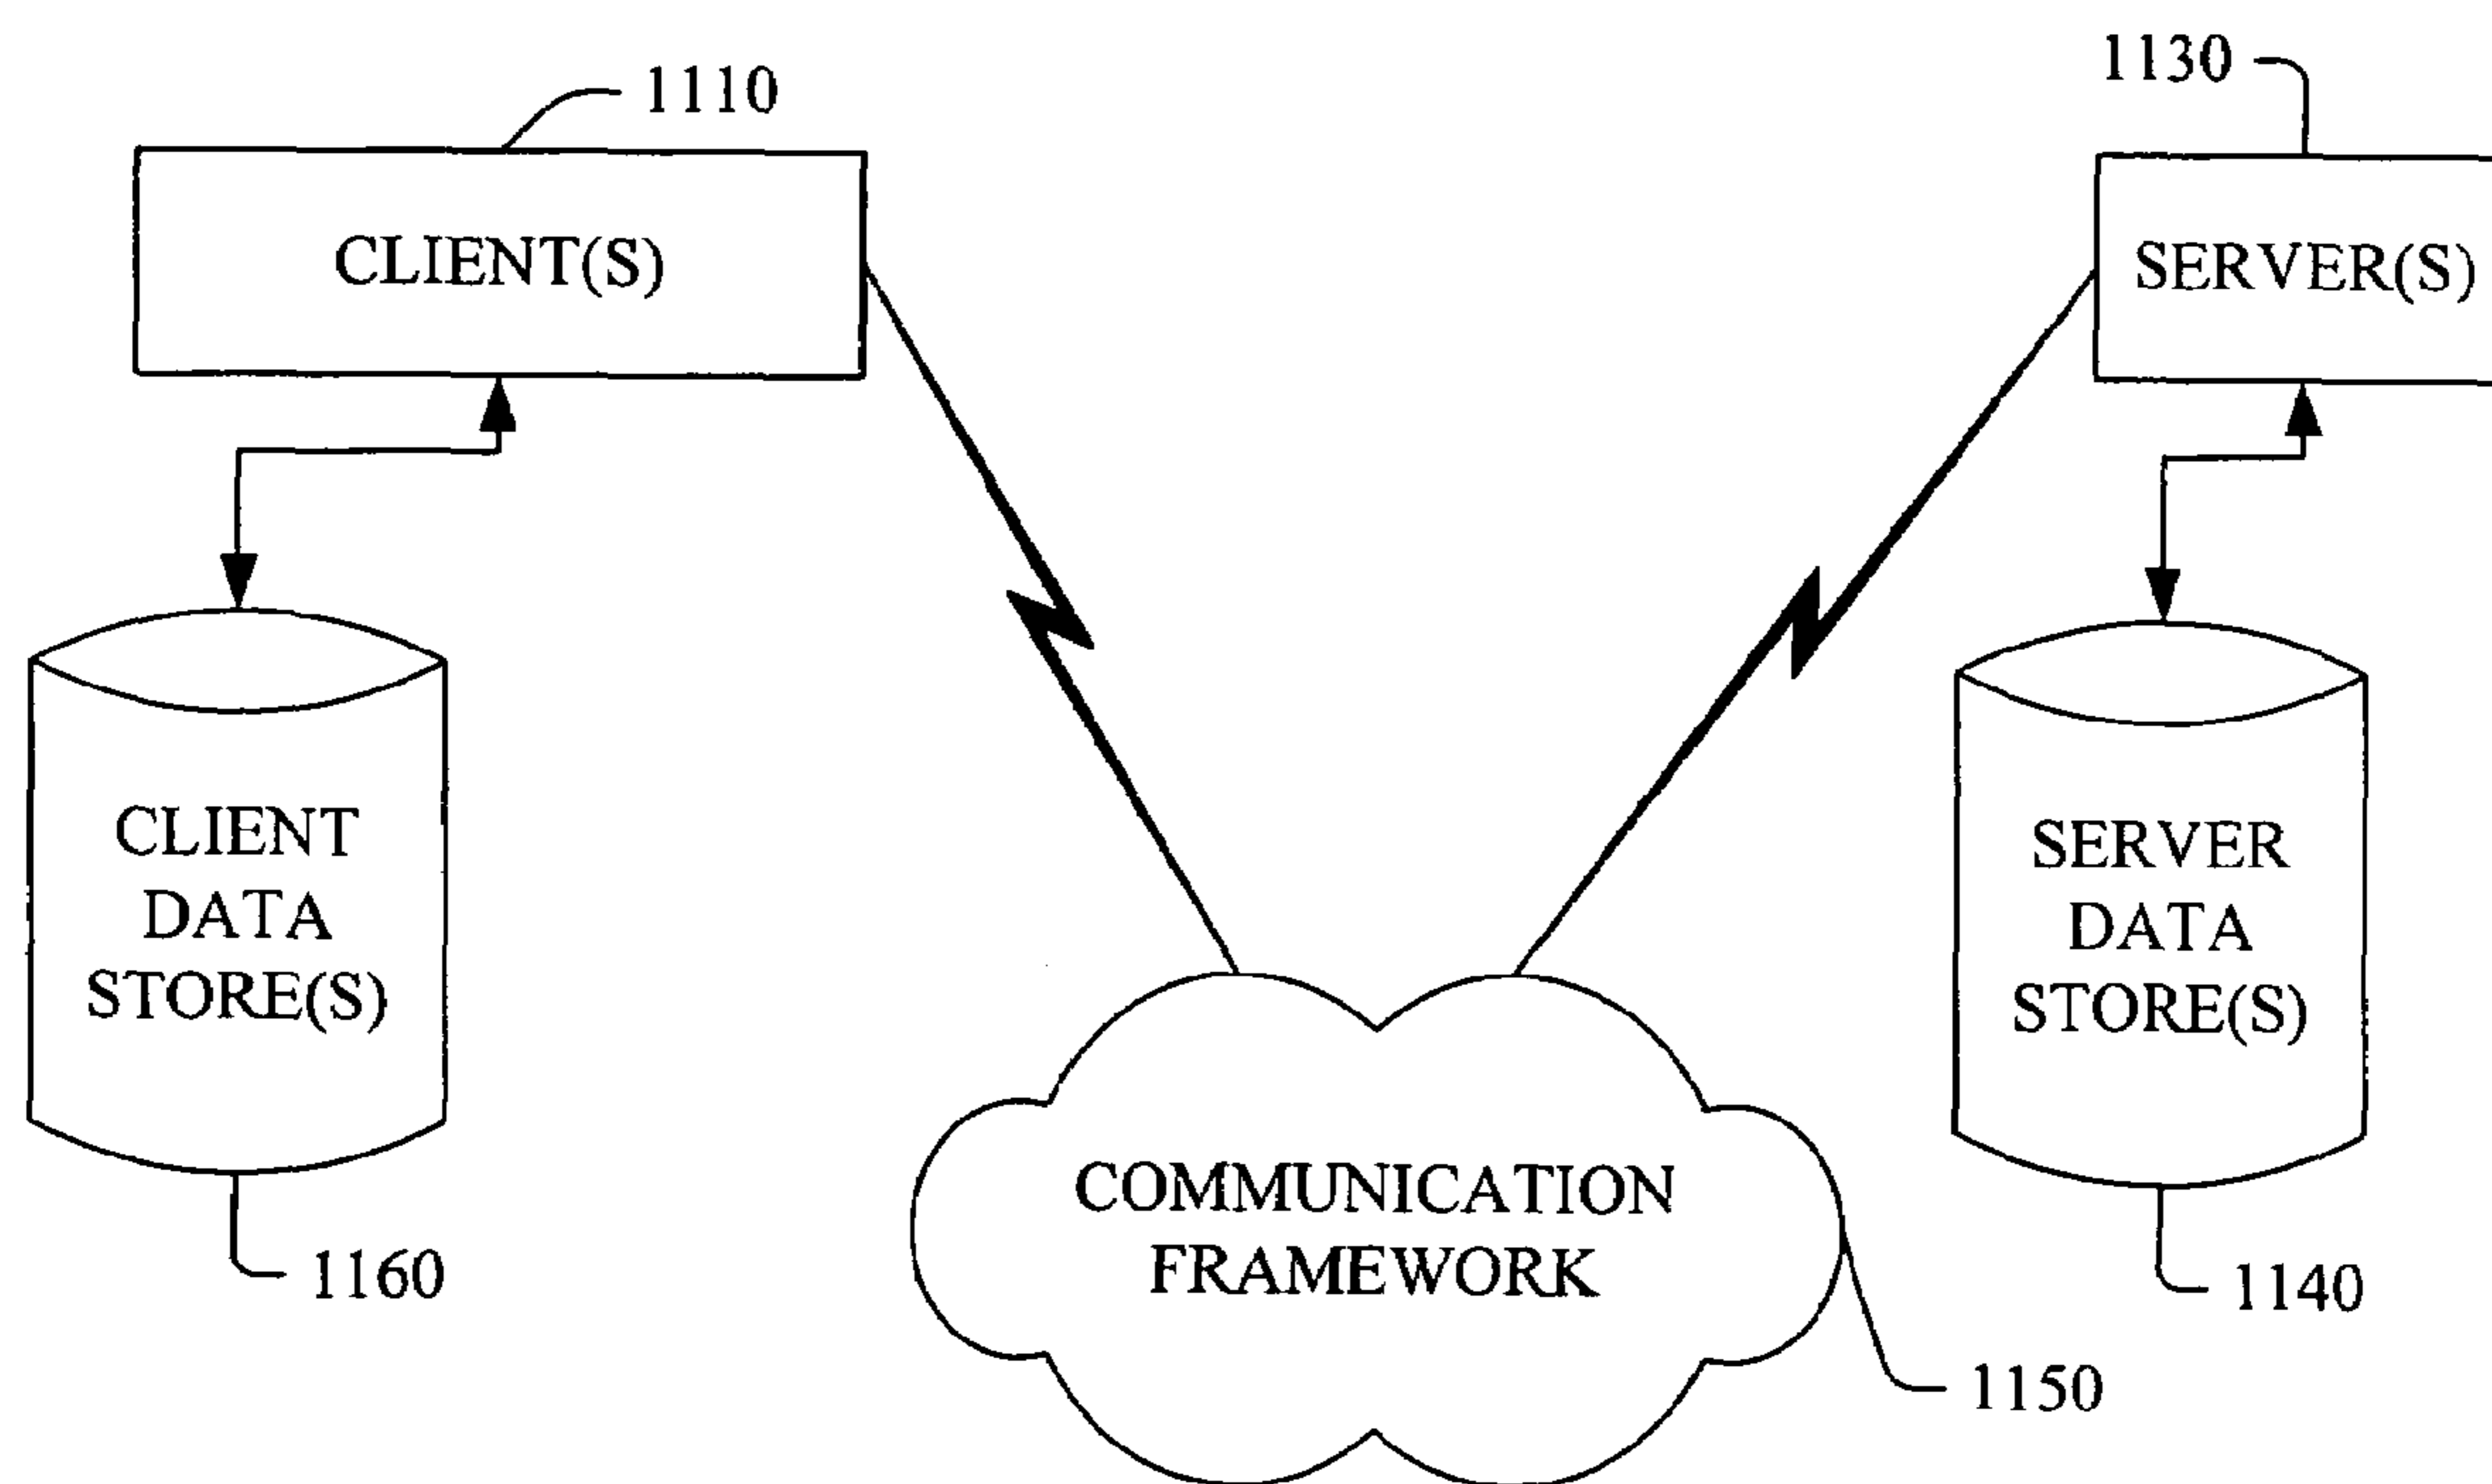 1110
1130
CLIENT(S)
SERVER(S)
CLIENT
DATA
STORE(S)
SERVER
DATA
STORE(S)
COMMUNICATION
FRAMEWORK
1160
1140
1150